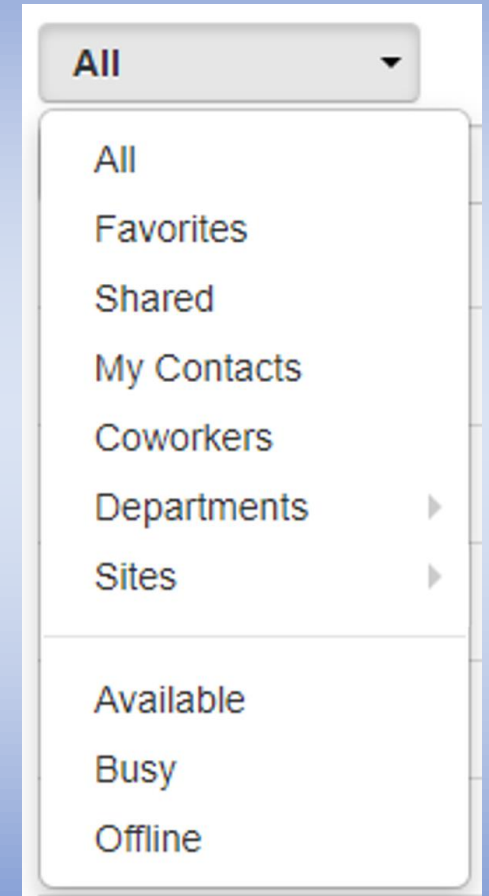 All
All
Favorites
Shared
My Contacts
Coworkers
Departments
Sites
Available
Busy
Offline